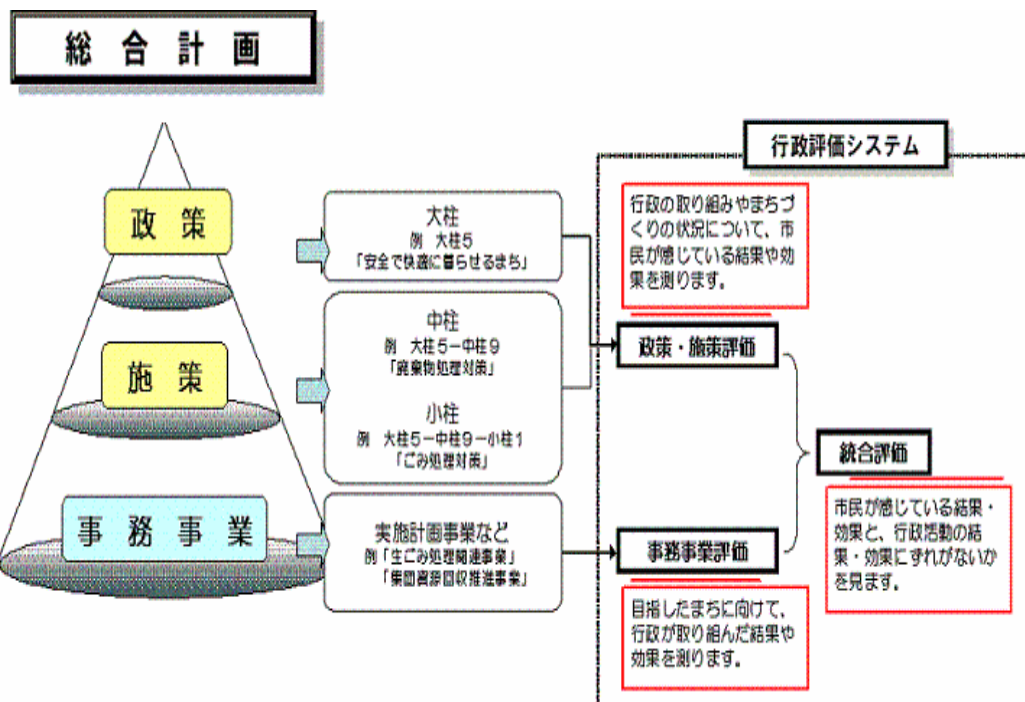 総合計画
政策
施策
事務事業
大柱
例 大柱5
「安全で快適に暮らせるまち」
中柱
例 大柱5−中柱9
「廃棄物処理対策」
小柱
例 大柱5−中柱9−小柱1
「ごみ処理対策」
実施計画事業など
例「生ごみ処理関連事業」
「集団資源回収推進事業」
行政評価システム
行政の取り組みやまちづ
くりの状況について、市
民が感じている結果や効
果を測ります。
政策・施策評価
統合評価
市民が感じている結果・
効果と、行政活動の結
果・効果にずれがないか
を見ます。
事務事業評価
目指したまちに向けて、
行政が取り組んだ結果や
効果を測ります。